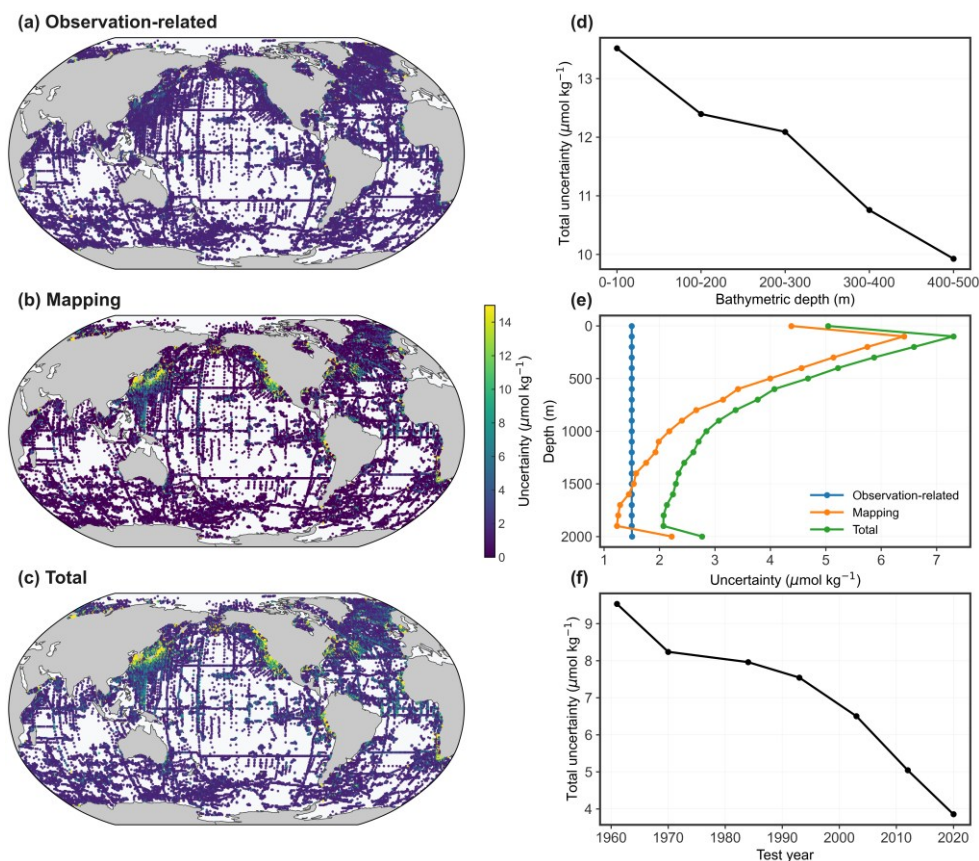 (a) Observation-related
(b) Mapping
(c) Total
Uncertainty (μmol kg⁻¹)
14
12
10
8
6
4
2
0
(d)
Total uncertainty (μmol kg⁻¹)
13
12
11
10
0-100
100-200
200-300
300-400
400-500
Bathymetric depth (m)
(e)
Depth (m)
0
500
1000
1500
2000
Observation-related
Mapping
Total
1
2
3
4
5
6
7
Uncertainty (μmol kg⁻¹)
(f)
Total uncertainty (μmol kg⁻¹)
9
8
7
6
5
4
1960
1970
1980
1990
2000
2010
2020
Test year